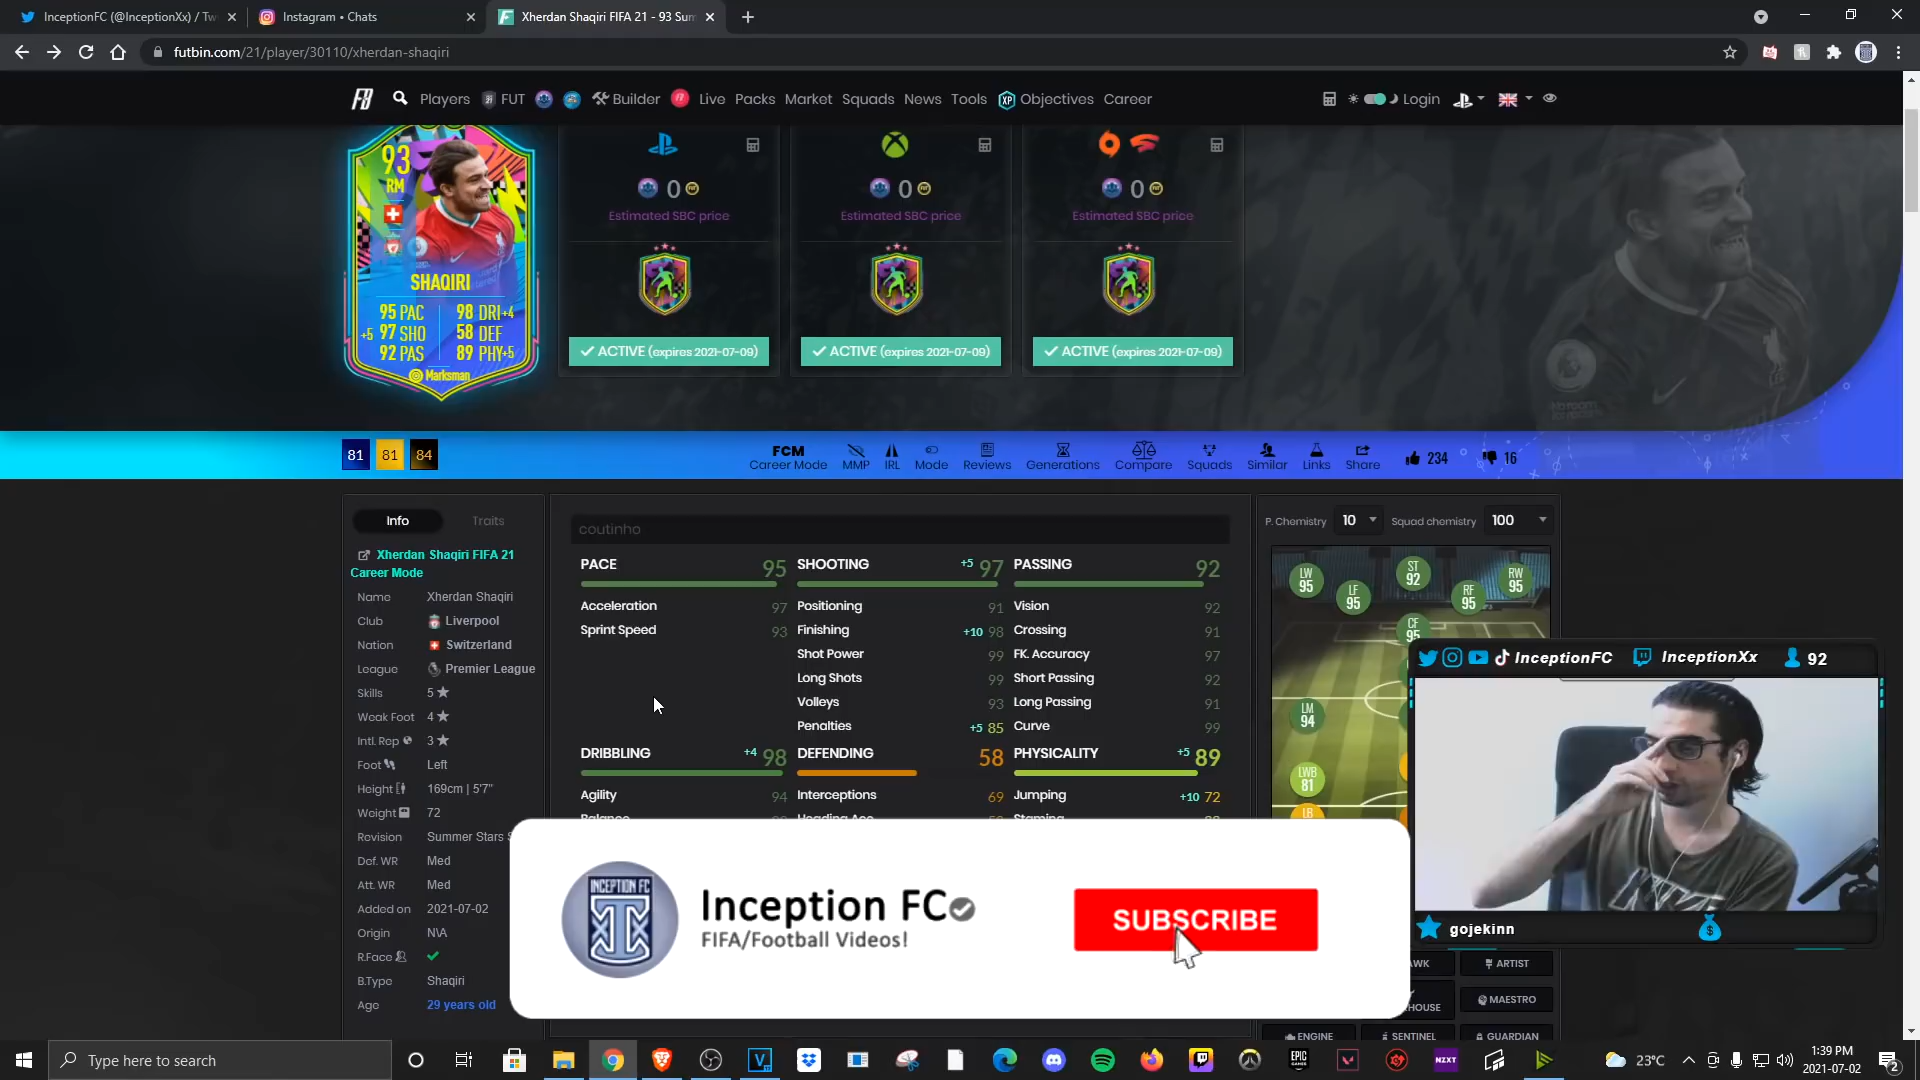 InceptionFC (@InceptionXx) / Tw
Instagram • Chats
Xherdan Shaqiri FIFA 21 - 93 Sum
futbin.com/21/player/30110/xherdan-shaqiri
Players FUT Builder Live Packs Market Squads News Tools XP Objectives Career Login
93
RM
SHAQIRI
95 PAC 98 DRI+4
+5 97 SHO 58 DEF
92 PAS 89 PHY+5
Marksman
0 FUT
Estimated SBC price
ACTIVE (expires 2021-07-09)
0 FUT
Estimated SBC price
ACTIVE (expires 2021-07-09)
0 FUT
Estimated SBC price
ACTIVE (expires 2021-07-09)
81 81 84
FCM
Career Mode MMP IRL Mode Reviews Generations Compare Squads Similar Links Share 234 16
Info Traits
Xherdan Shaqiri FIFA 21
Career Mode
Name Xherdan Shaqiri
Club Liverpool
Nation Switzerland
League Premier League
Skills 5
Weak Foot 4
Intl. Rep 3
Foot Left
Height 169cm | 5'7"
Weight 72
Revision Summer Stars S
Def. WR Med
Att. WR Med
Added on 2021-07-02
Origin N\A
R.Face
B.Type Shaqiri
Age 29 years old
coutinho
PACE 95
Acceleration 97
Sprint Speed 93
SHOOTING +5 97
Positioning 91
Finishing +10 98
Shot Power 99
Long Shots 99
Volleys 93
Penalties +5 85
PASSING 92
Vision 92
Crossing 91
FK. Accuracy 97
Short Passing 92
Long Passing 91
Curve 99
DRIBBLING +4 98
Agility 94
DEFENDING 58
Interceptions 69
PHYSICALITY +5 89
Jumping +10 72
P. Chemistry 10 Squad chemistry 100
LW
95
LF
95
ST
92
RF
95
RW
95
CF
95
LM
94
LWB
81
LB
InceptionFC InceptionXx 92
gojekinn
AWK ARTIST
HOUSE MAESTRO
ENGINE SENTINEL GUARDIAN
INCEPTION FC
Inception FC
FIFA/Football Videos!
SUBSCRIBE
Type here to search
EPIC GAMES
NZXT
23°C
1:39 PM
2021-07-02
2